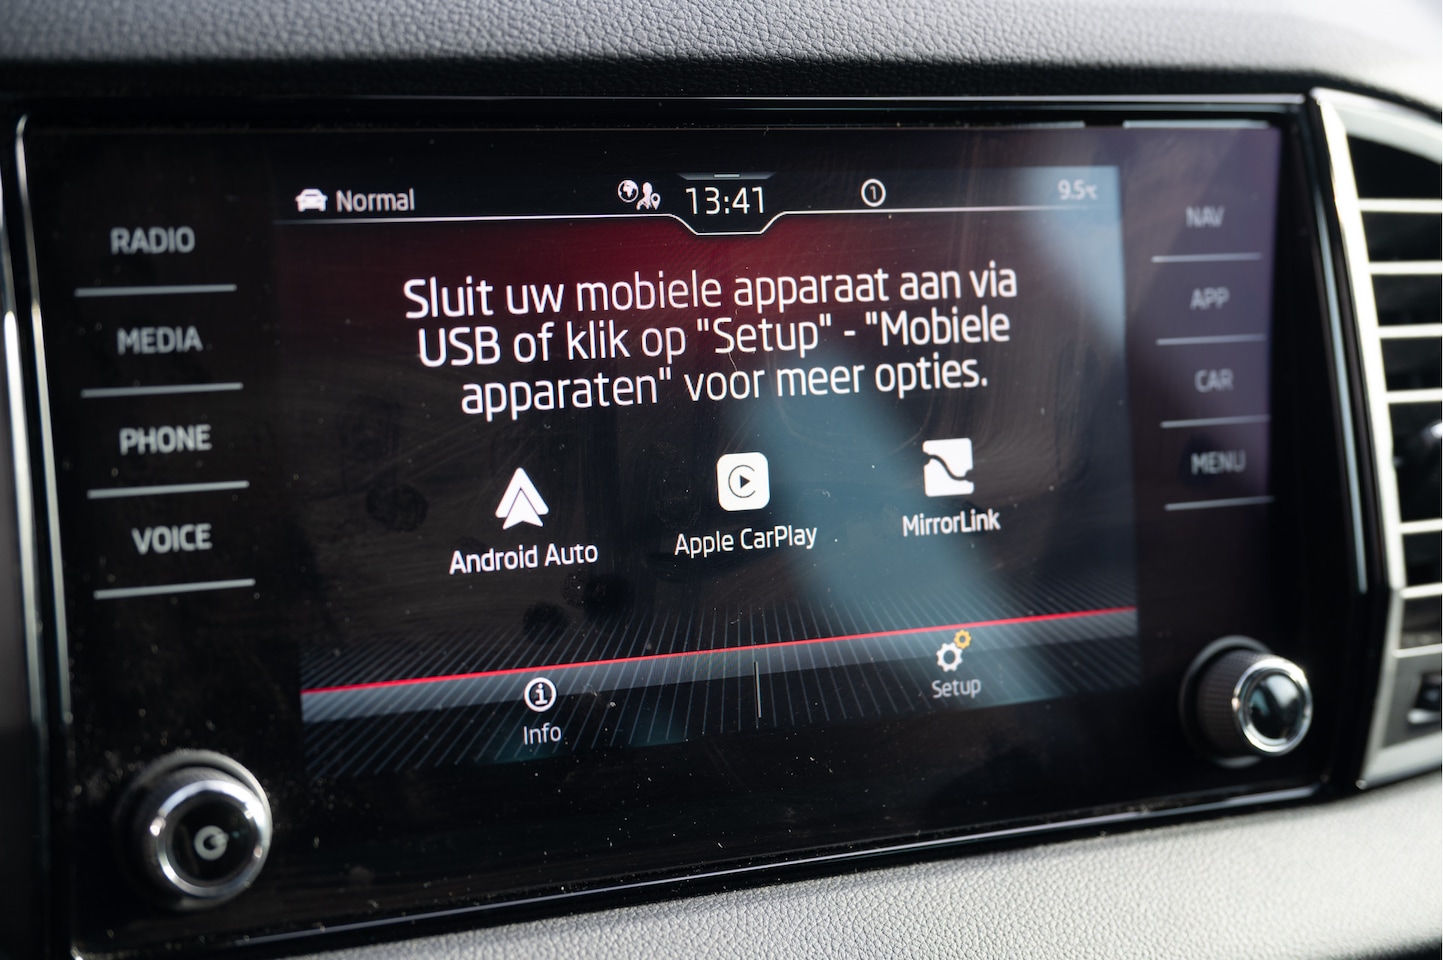 Normal
13:41
1
9.5°C
RADIO
MEDIA
PHONE
VOICE
Sluit uw mobiele apparaat aan via
USB of klik op "Setup" - "Mobiele
apparaten" voor meer opties.
Android Auto
Apple CarPlay
MirrorLink
Info
Setup
NAV
APP
CAR
MENU